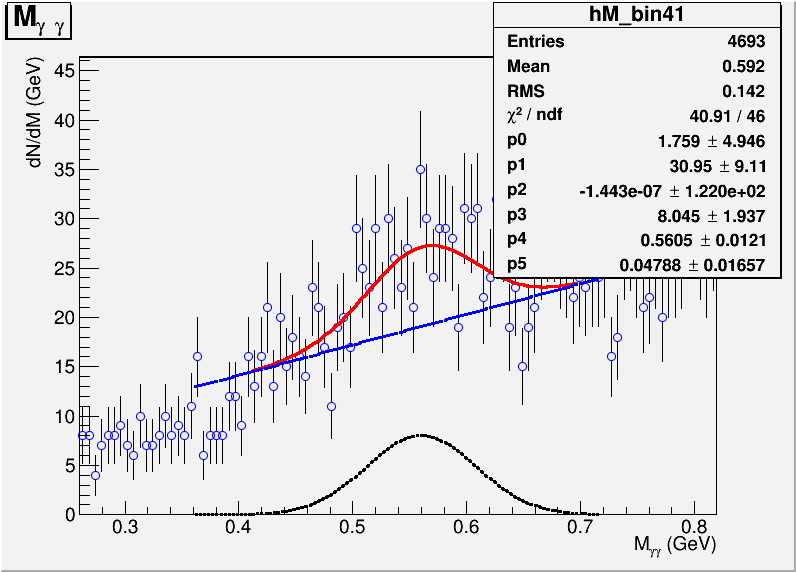 M γ γ
hM_bin41
Entries 4693
Mean 0.592
RMS 0.142
χ² / ndf 40.91 / 46
p0 1.759 ± 4.946
p1 30.95 ± 9.11
p2 -1.443e-07 ± 1.220e+02
p3 8.045 ± 1.937
p4 0.5605 ± 0.0121
p5 0.04788 ± 0.01657
dN/dM (GeV)
45
40
35
30
25
20
15
10
5
0
0.3 0.4 0.5 0.6 0.7 0.8
Mγγ (GeV)